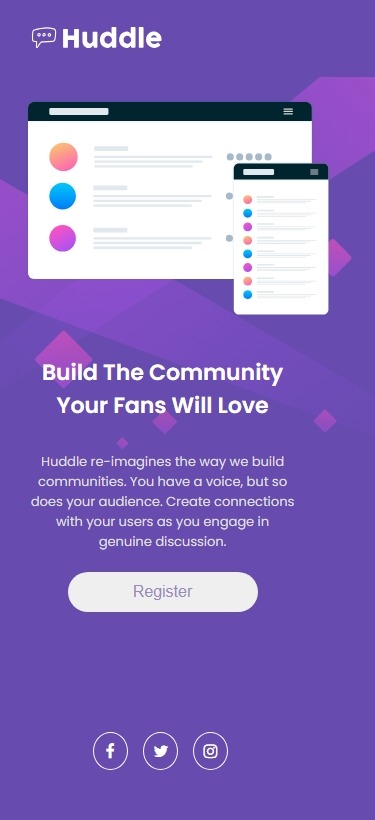 Huddle
Build The Community
Your Fans Will Love
Huddle re-imagines the way we build
communities. You have a voice, but so
does your audience. Create connections
with your users as you engage in
genuine discussion.
Register